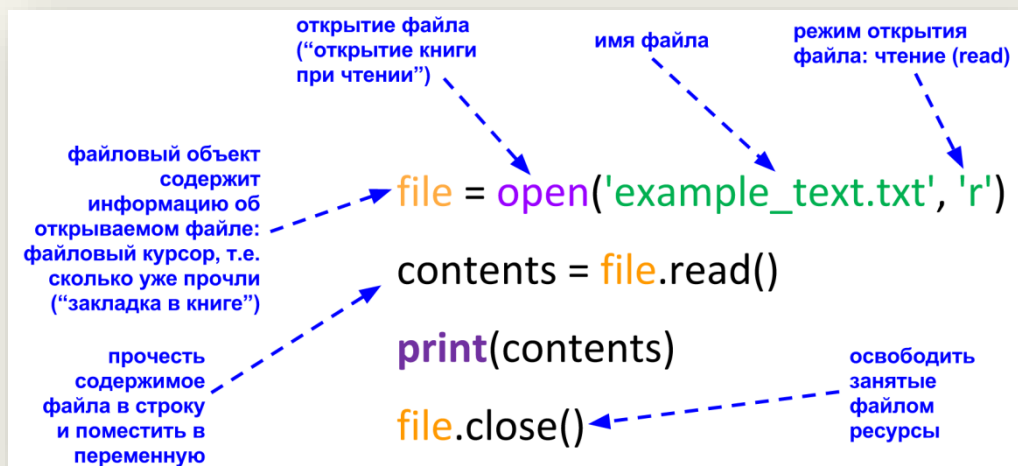 открытие файла
(“открытие книги
при чтении”)
имя файла
режим открытия
файла: чтение (read)
файловый объект
содержит
информацию об
открываемом файле:
файловый курсор, т.е.
сколько уже прочли
(“закладка в книге”)
file = open('example_text.txt', 'r')
contents = file.read()
print(contents)
file.close()
прочесть
содержимое
файла в строку
и поместить в
переменную
освободить
занятые
файлом
ресурсы